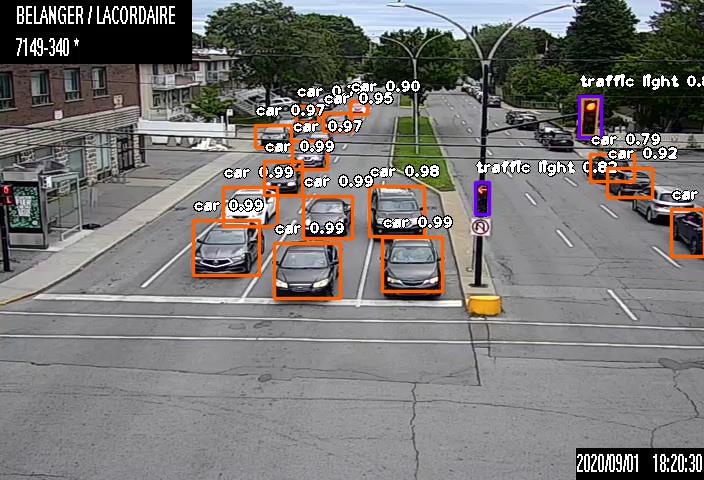 BELANGER / LACORDAIRE
7149-340 *
car 0.90
car 0.95
car 0.97
car 0.97
car 0.99
car 0.99
car 0.99
car 0.98
car 0.99
car 0.99
car 0.99
traffic light 0.8
car 0.79
car 0.92
traffic light 0.82
car
2020/09/01 18:20:30